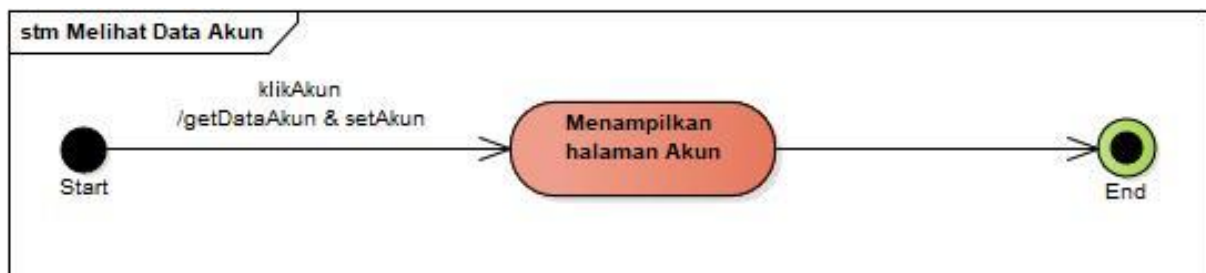 stm Melihat Data Akun
klikAkun
/getDataAkun & setAkun
Start
Menampilkan
halaman Akun
End